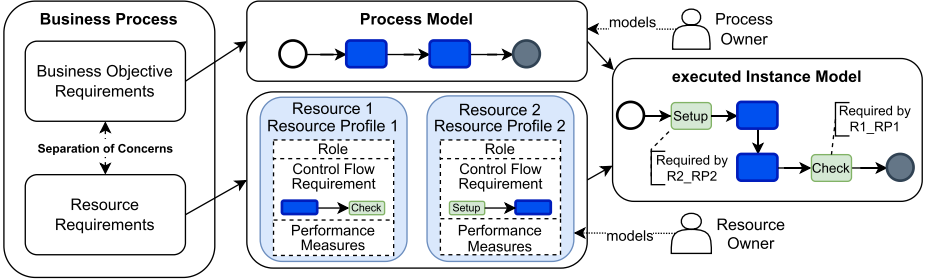 Business Process
Business Objective
Requirements
Separation of Concerns
Resource
Requirements
Process Model
models
Process
Owner
Resource 1
Resource Profile 1
Role
Control Flow
Requirement
Check
Performance
Measures
Resource 2
Resource Profile 2
Role
Control Flow
Requirement
Setup
Performance
Measures
executed Instance Model
Setup
Required by
R1_RP1
Required by
R2_RP2
Check
models
Resource
Owner